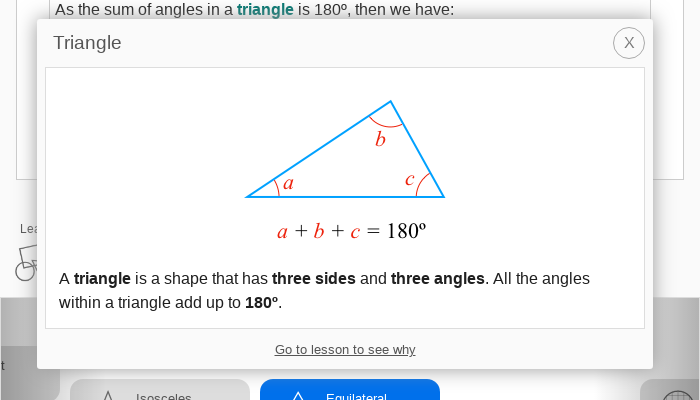 As the sum of angles in a triangle is 180º, then we have:
Triangle
X
b
a
c
a + b + c = 180º
A triangle is a shape that has three sides and three angles. All the angles
within a triangle add up to 180º.
Go to lesson to see why
Lea
t
Isosceles
Equilateral